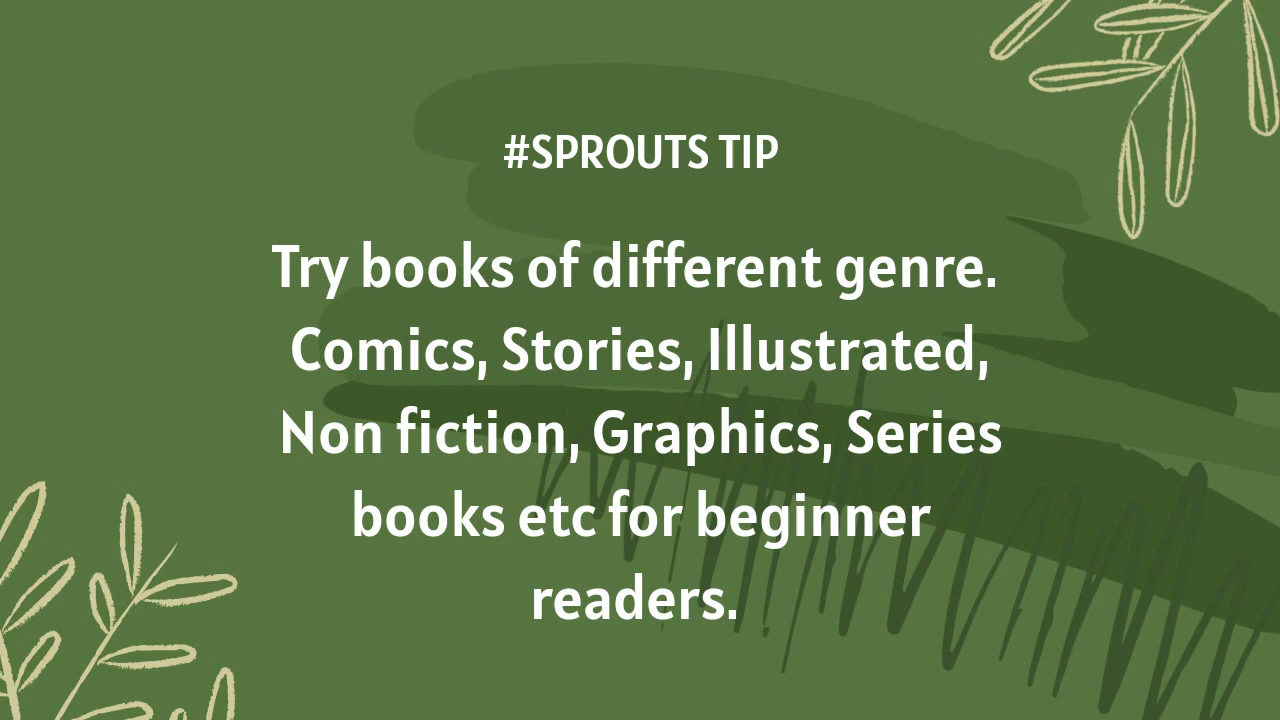 #SPROUTS TIP
Try books of different genre.
Comics, Stories, Illustrated,
Non fiction, Graphics, Series
books etc for beginner
readers.